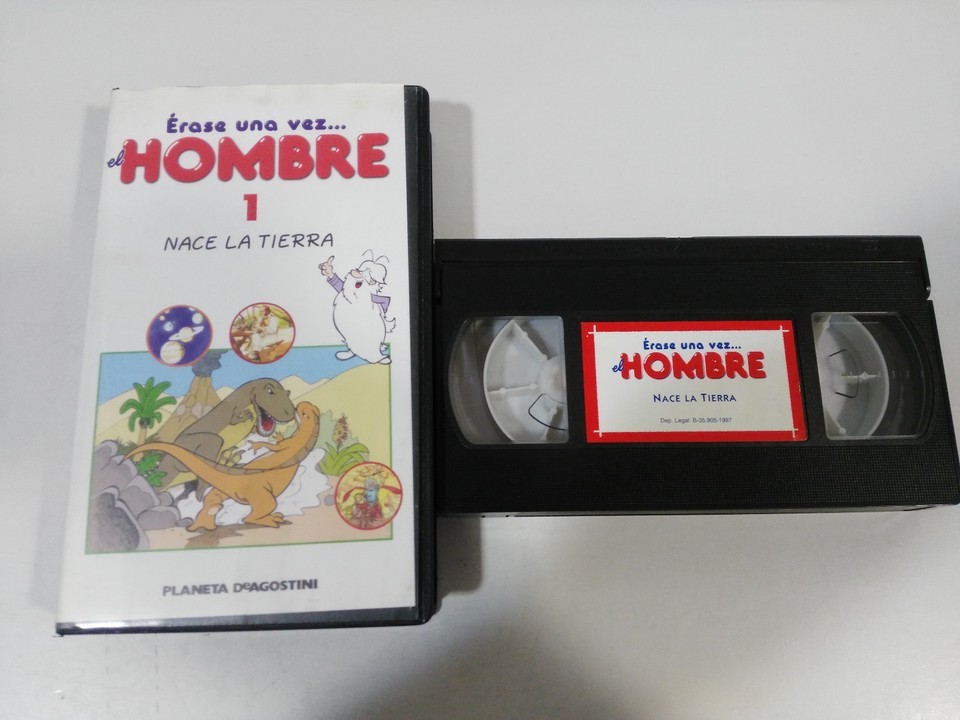 Érase una vez...
el HOMBRE
1
NACE LA TIERRA
PLANETA DeAGOSTINI
Érase una vez...
el HOMBRE
NACE LA TIERRA
Dep. Legal: B-35.905-1997